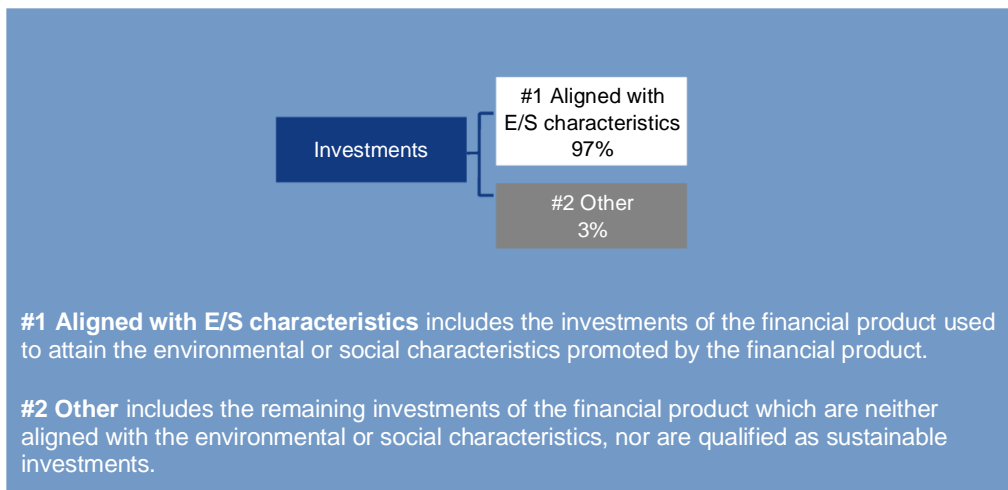 #1 Aligned with
E/S characteristics
97%
Investments
#2 Other
3%
#1 Aligned with E/S characteristics includes the investments of the financial product used
to attain the environmental or social characteristics promoted by the financial product.
#2 Other includes the remaining investments of the financial product which are neither
aligned with the environmental or social characteristics, nor are qualified as sustainable
investments.